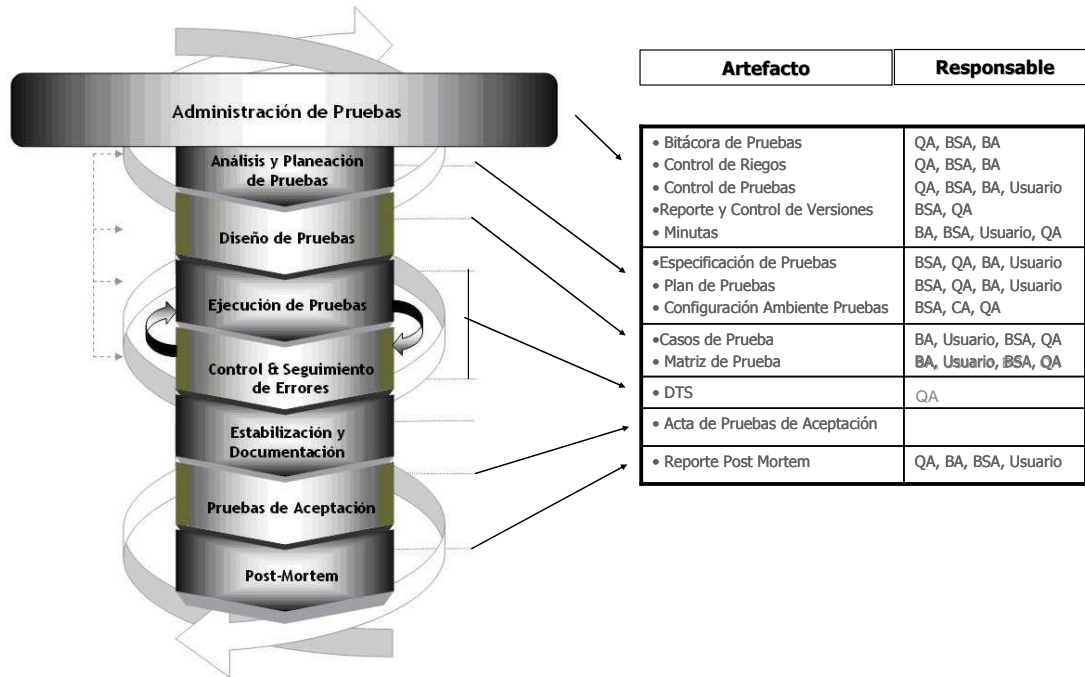 Administración de Pruebas
Análisis y Planeación
de Pruebas
Diseño de Pruebas
Ejecución de Pruebas
Control & Seguimiento
de Errores
Estabilización y
Documentación
Pruebas de Aceptación
Post-Mortem
Artefacto Responsable
• Bitácora de Pruebas QA, BSA, BA
• Control de Riegos QA, BSA, BA
• Control de Pruebas QA, BSA, BA, Usuario
•Reporte y Control de Versiones BSA, QA
• Minutas BA, BSA, Usuario, QA
•Especificación de Pruebas BSA, QA, BA, Usuario
• Plan de Pruebas BSA, QA, BA, Usuario
• Configuración Ambiente Pruebas BSA, CA, QA
•Casos de Prueba BA, Usuario, BSA, QA
• Matriz de Prueba BA, Usuario, BSA, QA
• DTS QA
• Acta de Pruebas de Aceptación
• Reporte Post Mortem QA, BA, BSA, Usuario